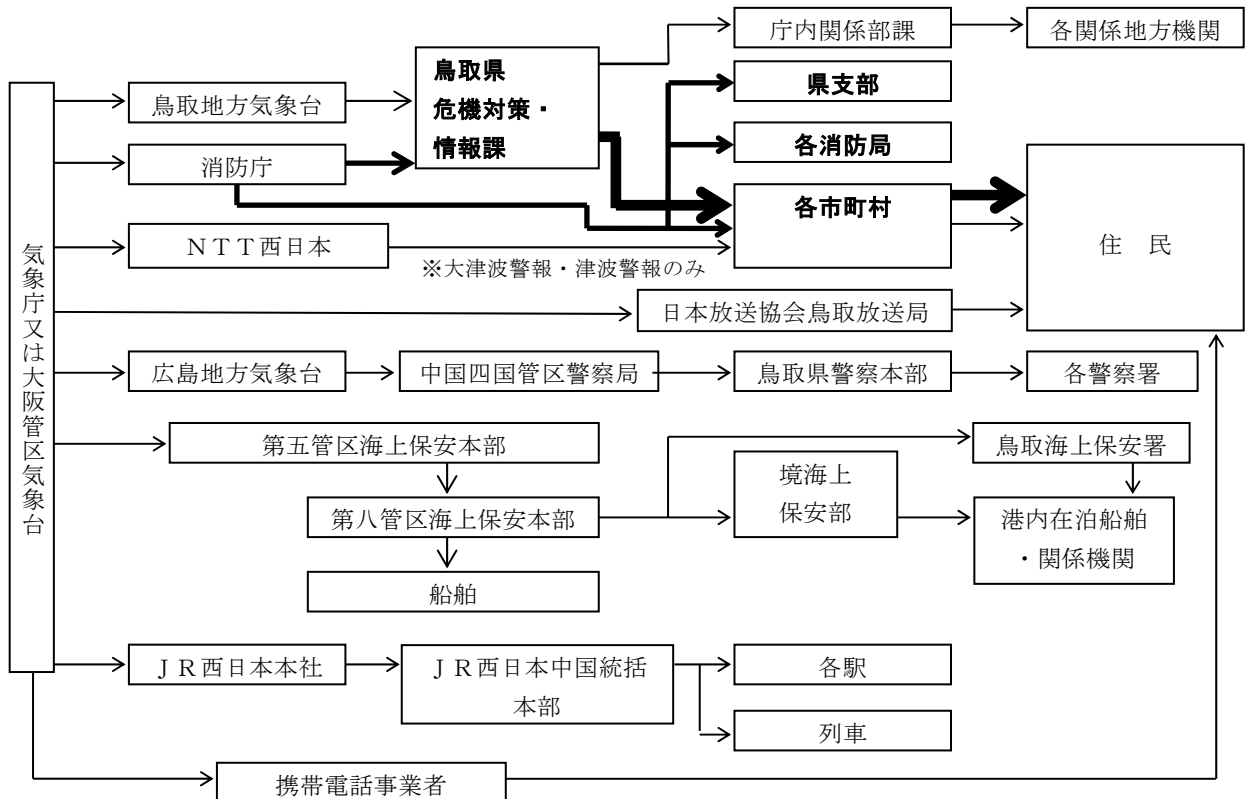 庁内関係部課
各関係地方機関
鳥取県
危機対策・
情報課
県支部
鳥取地方気象台
各消防局
消防庁
各市町村
住 民
NTT西日本
※大津波警報・津波警報のみ
日本放送協会鳥取放送局
気象庁又は大阪管区気象台
広島地方気象台
中国四国管区警察局
鳥取県警察本部
各警察署
第五管区海上保安本部
鳥取海上保安署
境海上
保安部
第八管区海上保安本部
港内在泊船舶
・関係機関
船舶
JR西日本本社
JR西日本中国統括
本部
各駅
列車
携帯電話事業者